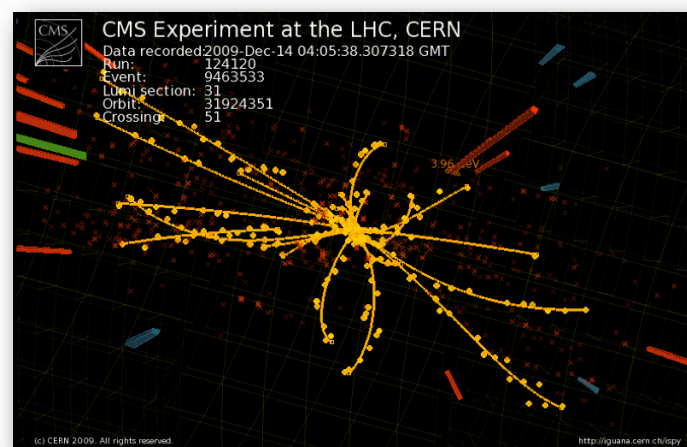 CMS
CMS Experiment at the LHC, CERN
Data recorded:2009-Dec-14 04:05:38.307318 GMT
Run: 124120
Event: 9463533
Lumi section: 31
Orbit: 31924351
Crossing: 51
(c) CERN 2009. All rights reserved.
http://iguana.cern.ch/ispy